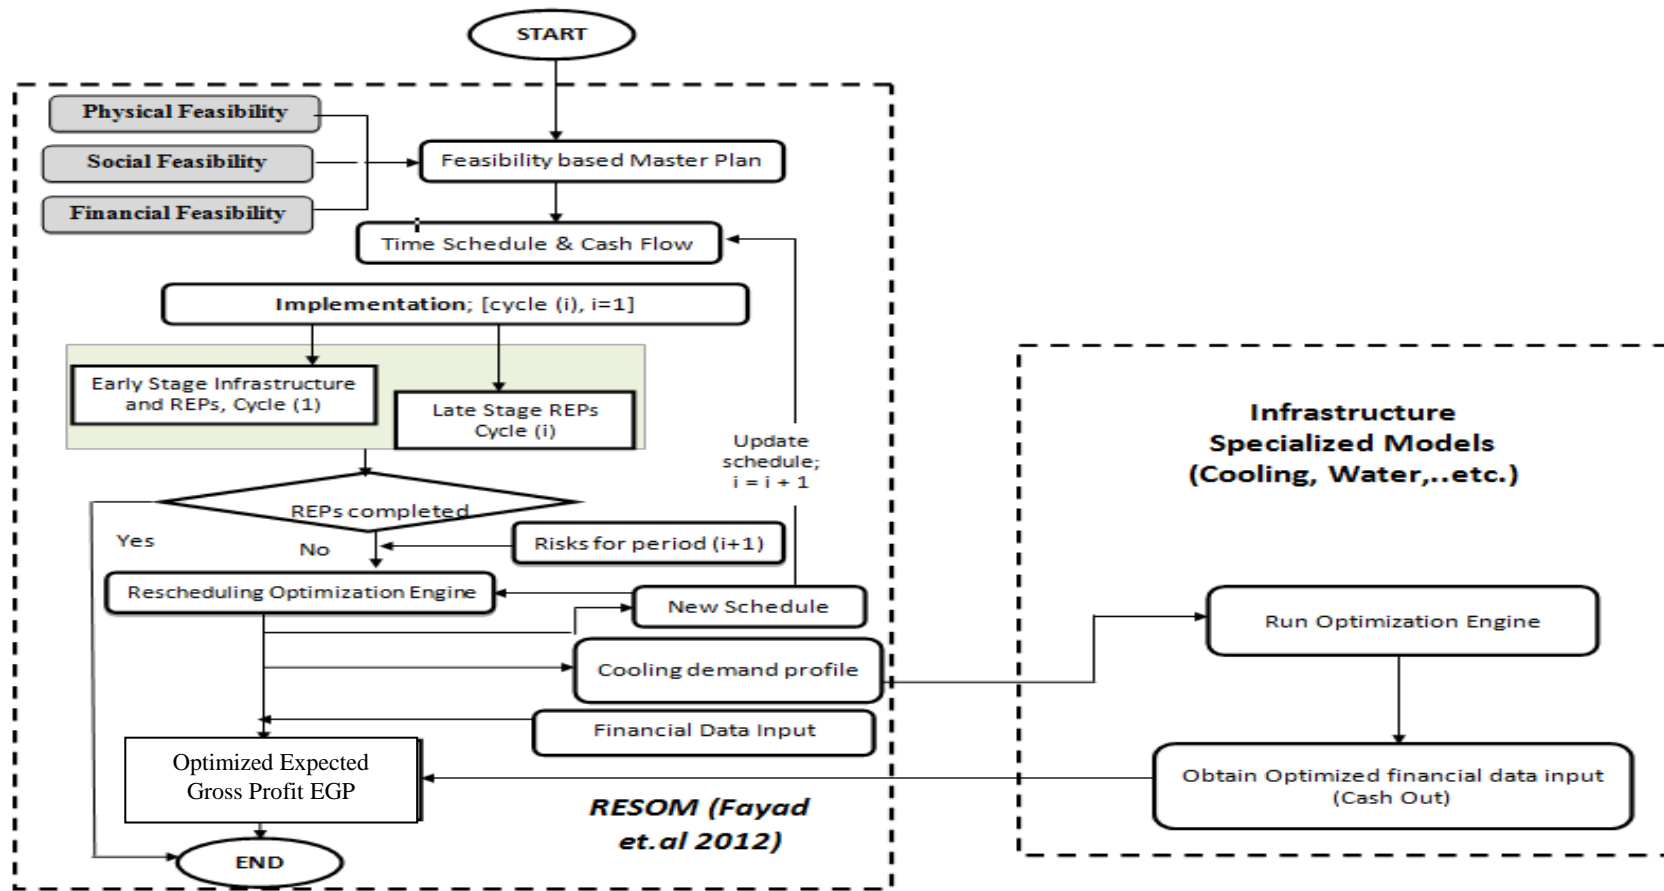 START
Physical Feasibility
Social Feasibility
Financial Feasibility
Feasibility based Master Plan
Time Schedule & Cash Flow
Implementation; [cycle (i), i=1]
Early Stage Infrastructure
and REPs, Cycle (1)
Late Stage REPs
Cycle (i)
Update
schedule;
i = i + 1
REPs completed
Yes
No
Risks for period (i+1)
Rescheduling Optimization Engine
New Schedule
Cooling demand profile
Financial Data Input
Optimized Expected
Gross Profit EGP
RESOM (Fayad
et.al 2012)
END
Infrastructure
Specialized Models
(Cooling, Water,..etc.)
Run Optimization Engine
Obtain Optimized financial data input
(Cash Out)